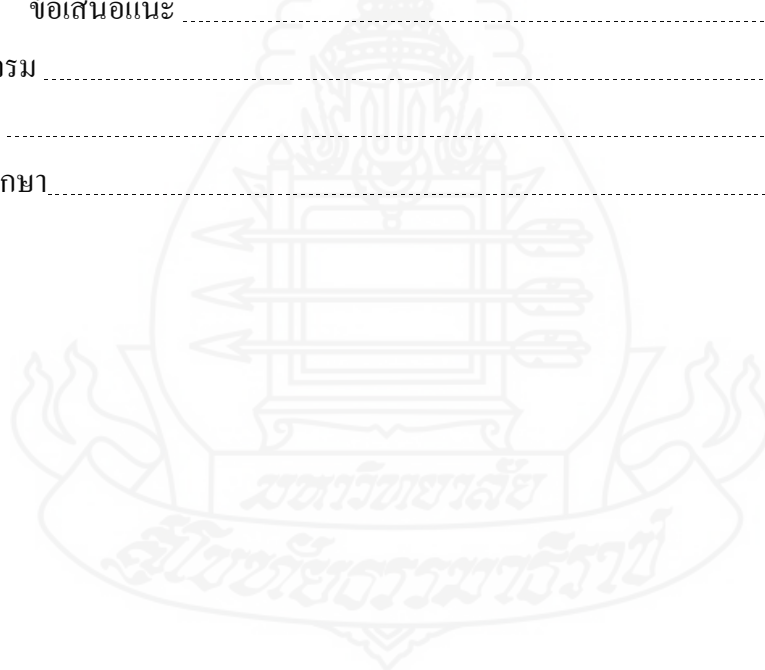 ข้อเสนอแนะ
กรม
กษา
มหาวิทยาลัย
สุโขทัยธรรมาธิราช